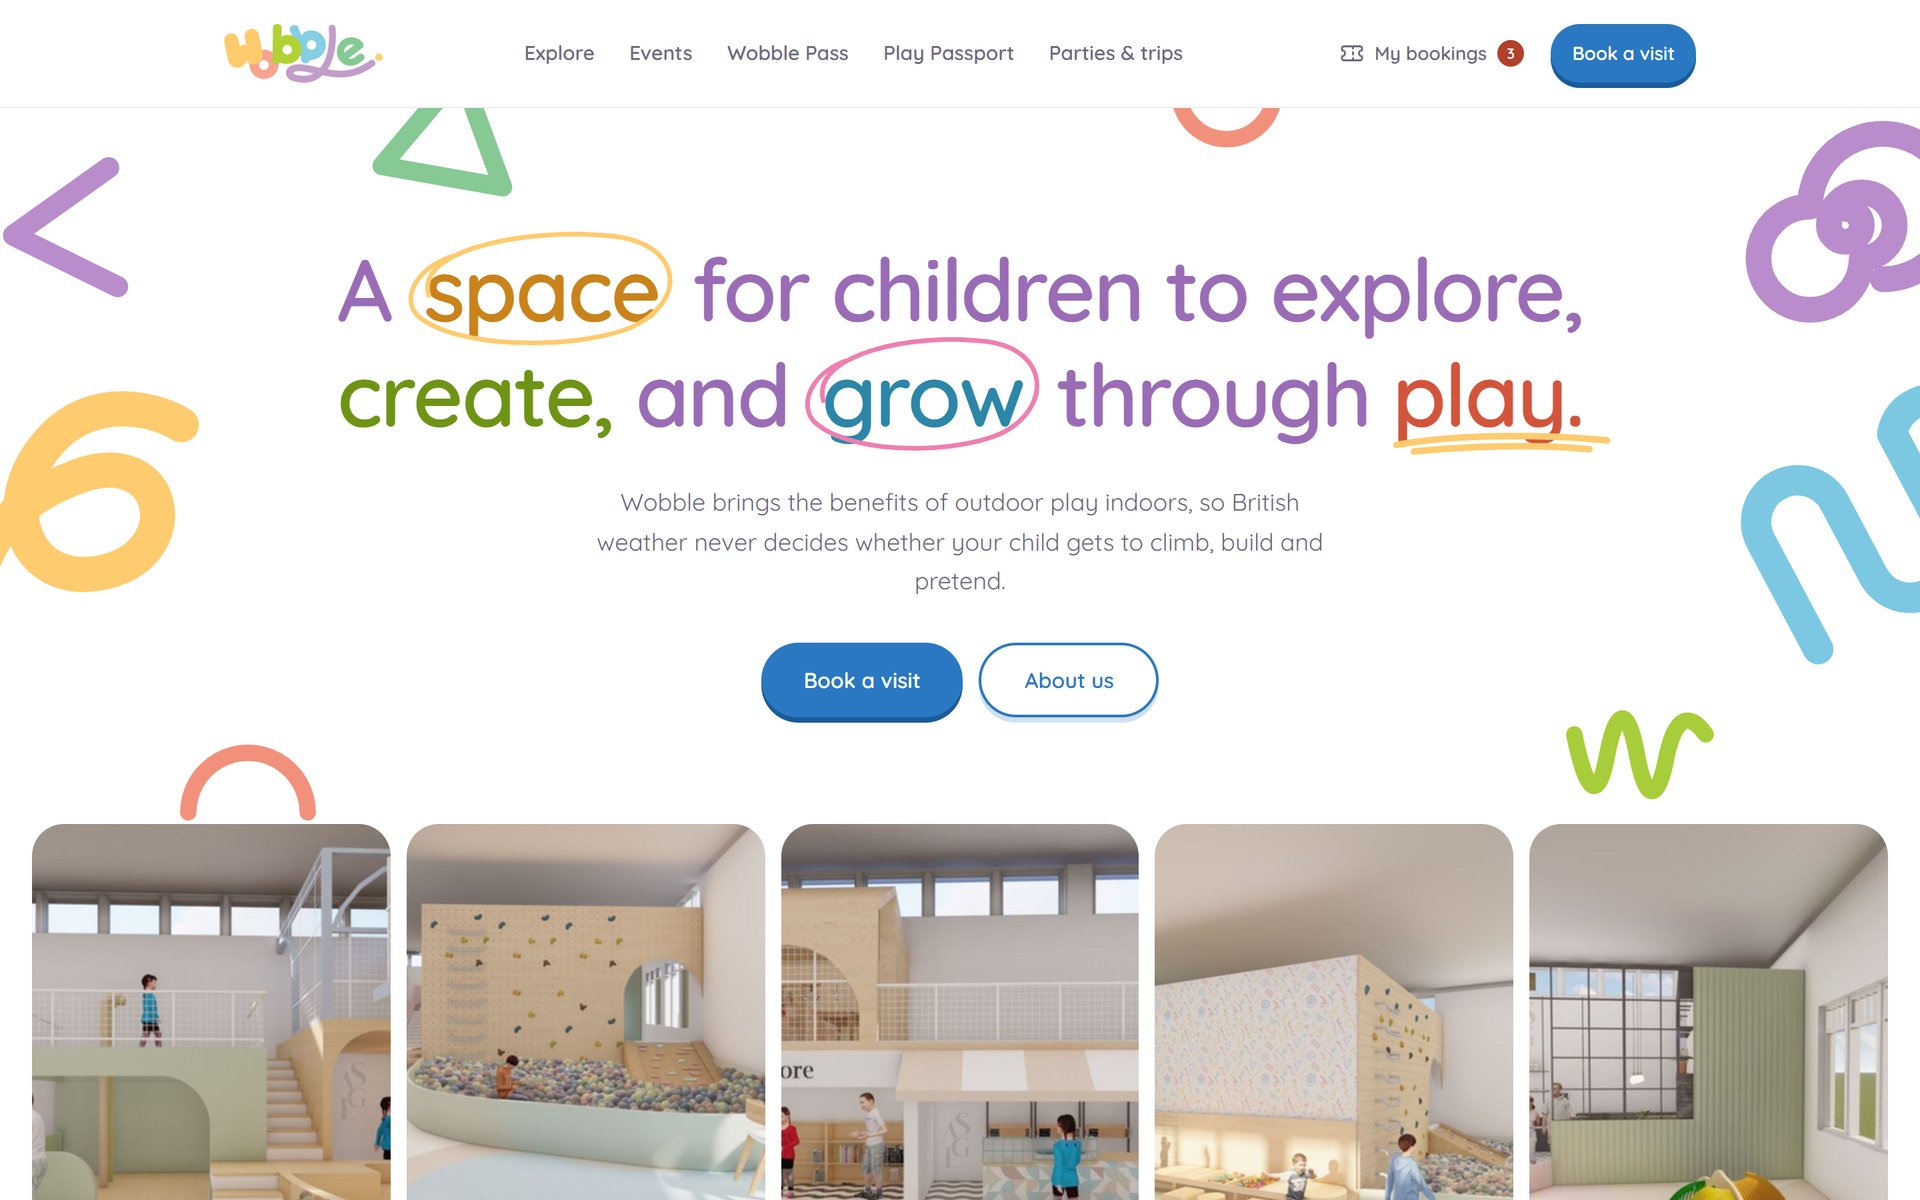 Wobble.
Explore
Events
Wobble Pass
Play Passport
Parties & trips
My bookings 3
Book a visit
A space for children to explore,
create, and grow through play.
Wobble brings the benefits of outdoor play indoors, so British
weather never decides whether your child gets to climb, build and
pretend.
Book a visit
About us
ore